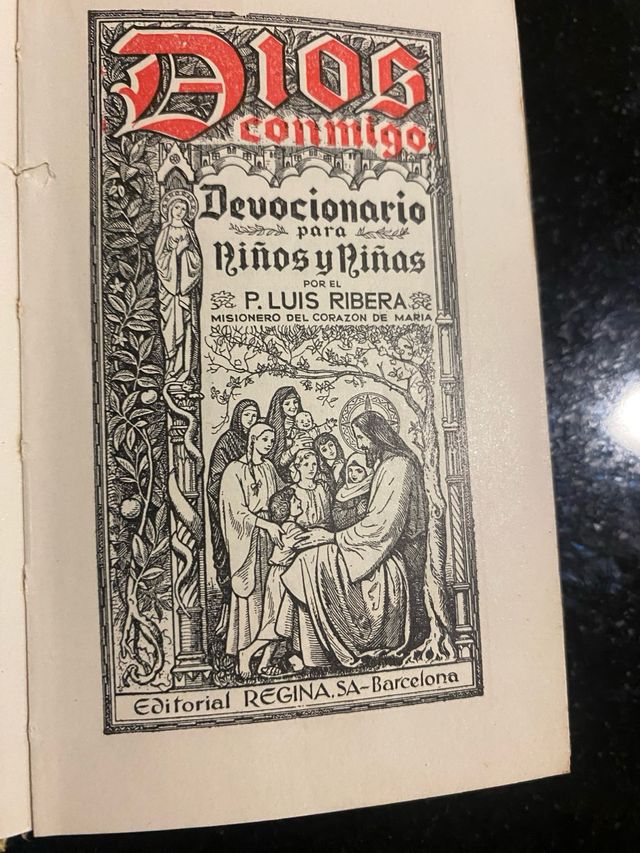 Dios
conmigo
Devocionario
para
Niños y Niñas
POR EL
P. LUIS RIBERA
MISIONERO DEL CORAZON DE MARIA
Editorial REGINA, SA-Barcelona